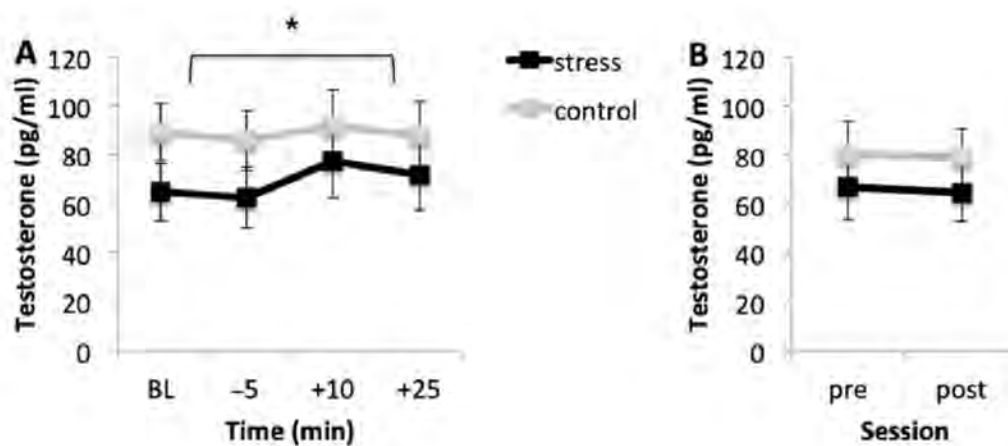 A
*
Testosterone (pg/ml)
120
100
80
60
40
20
0
BL
−5
+10
+25
Time (min)
stress
control
B
Testosterone (pg/ml)
120
100
80
60
40
20
0
pre
post
Session